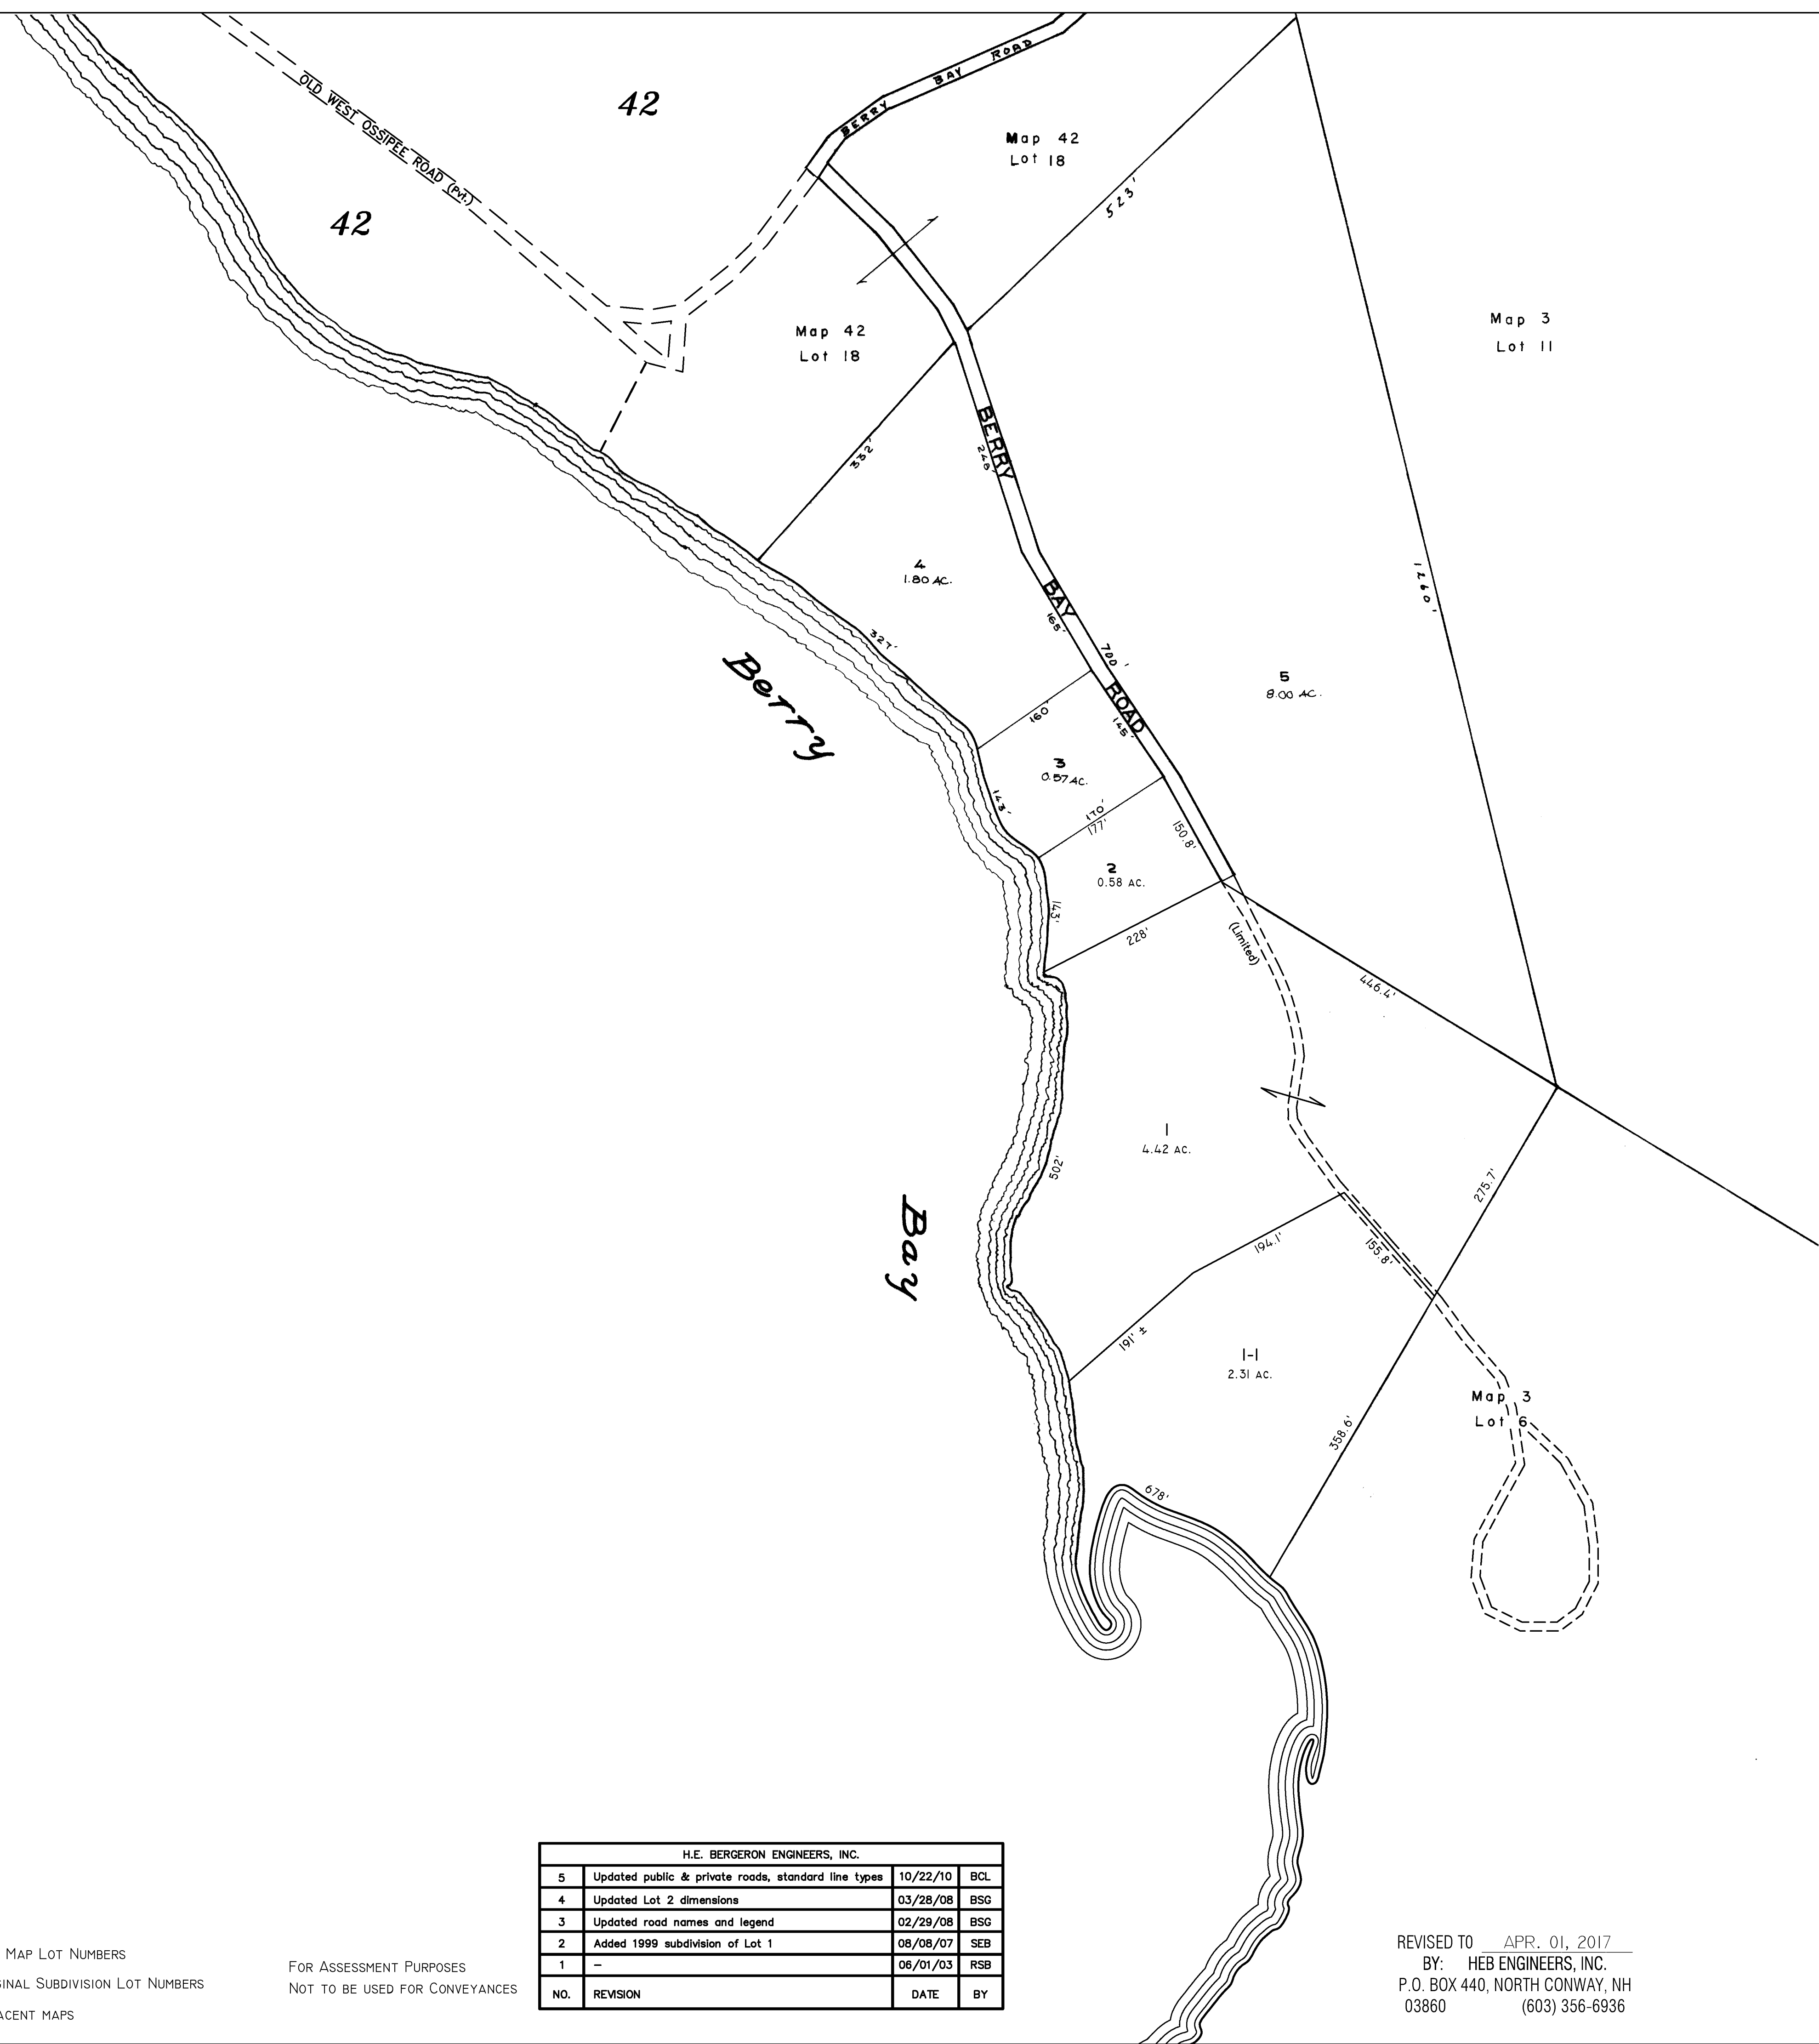 BERRY BAY ROAD
OLD WEST OSSIPEE ROAD (Pvt.)
42
42
Map 42
Lot 18
523'
Map 42
Lot 18
Map 3
Lot 11
332'
BERRY BAY ROAD
248'
4
1.80 AC.
327'
165'
700'
1260'
5
8.00 AC.
160'
145'
3
0.57 AC.
143'
170'
177'
150.8'
2
0.58 AC.
143'
228'
(Limited)
446.4'
Berry
Bay
1
4.42 AC.
502'
275.7'
194.1'
155.8'
191' ±
1-1
2.31 AC.
358.6'
Map 3
Lot 6
678'
MAP LOT NUMBERS
GINAL SUBDIVISION LOT NUMBERS
ACENT MAPS
FOR ASSESSMENT PURPOSES
NOT TO BE USED FOR CONVEYANCES
H.E. BERGERON ENGINEERS, INC.
5 Updated public & private roads, standard line types 10/22/10 BCL
4 Updated Lot 2 dimensions 03/28/08 BSG
3 Updated road names and legend 02/29/08 BSG
2 Added 1999 subdivision of Lot 1 08/08/07 SEB
1 – 06/01/03 RSB
NO. REVISION DATE BY
REVISED TO APR. 01, 2017
BY: HEB ENGINEERS, INC.
P.O. BOX 440, NORTH CONWAY, NH
03860 (603) 356-6936